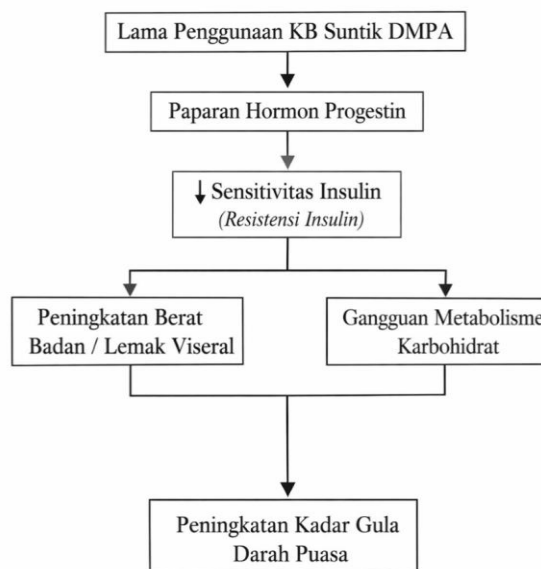 Lama Penggunaan KB Suntik DMPA
Paparan Hormon Progestin
↓ Sensitivitas Insulin
(Resistensi Insulin)
Peningkatan Berat
Badan / Lemak Viseral
Gangguan Metabolisme
Karbohidrat
Peningkatan Kadar Gula
Darah Puasa